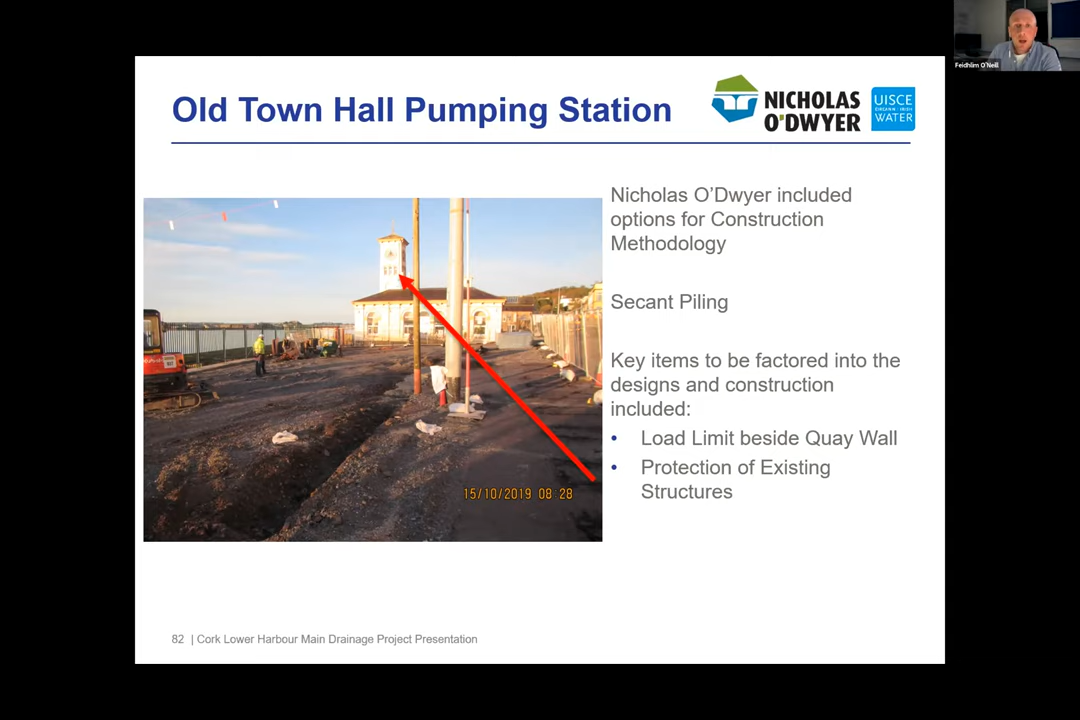 Feidhlim O'Neill
Old Town Hall Pumping Station
NICHOLAS
O'DWYER
UISCE
ÉIREANN : IRISH
WATER
Nicholas O'Dwyer included
options for Construction
Methodology
Secant Piling
Key items to be factored into the
designs and construction
included:
• Load Limit beside Quay Wall
• Protection of Existing
Structures
15/10/2019 08 28
82 | Cork Lower Harbour Main Drainage Project Presentation